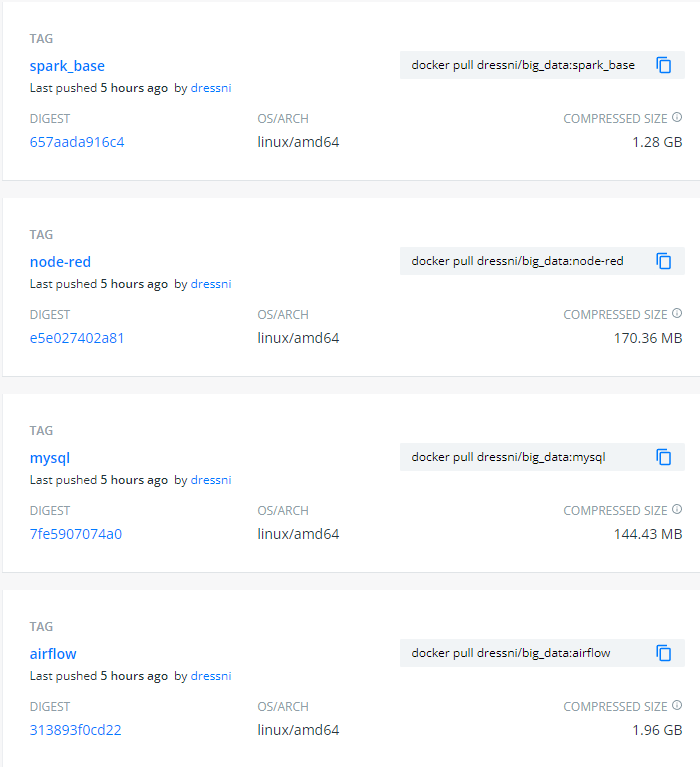 TAG
spark_base
docker pull dressni/big_data:spark_base
Last pushed 5 hours ago by dressni
DIGEST OS/ARCH COMPRESSED SIZE
657aada916c4 linux/amd64 1.28 GB
TAG
node-red
docker pull dressni/big_data:node-red
Last pushed 5 hours ago by dressni
DIGEST OS/ARCH COMPRESSED SIZE
e5e027402a81 linux/amd64 170.36 MB
TAG
mysql
docker pull dressni/big_data:mysql
Last pushed 5 hours ago by dressni
DIGEST OS/ARCH COMPRESSED SIZE
7fe5907074a0 linux/amd64 144.43 MB
TAG
airflow
docker pull dressni/big_data:airflow
Last pushed 5 hours ago by dressni
DIGEST OS/ARCH COMPRESSED SIZE
313893f0cd22 linux/amd64 1.96 GB